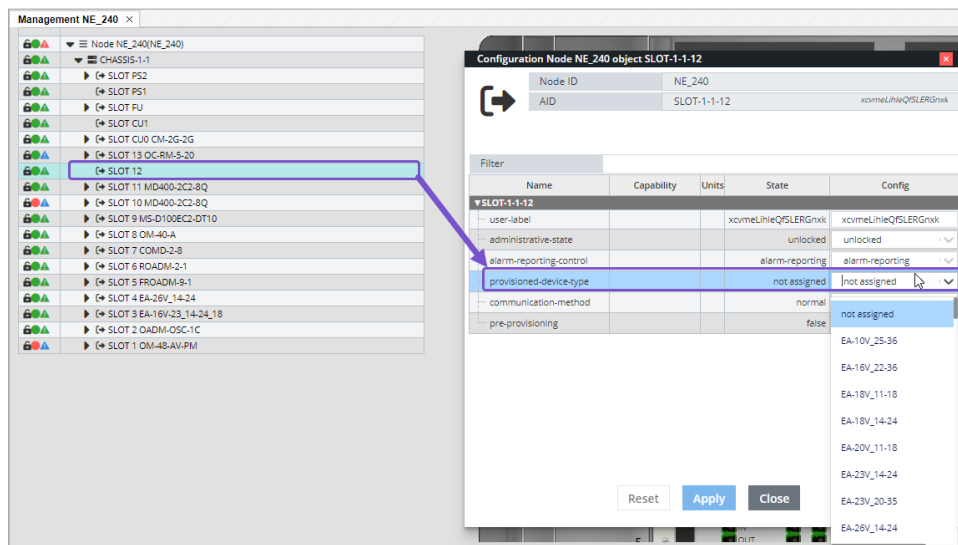 Management NE_240 ×
Node NE_240(NE_240)
CHASSIS-1-1
SLOT PS2
SLOT PS1
SLOT FU
SLOT CU1
SLOT CU0 CM-2G-2G
SLOT 13 OC-RM-5-20
SLOT 12
SLOT 11 MD400-2C2-8Q
SLOT 10 MD400-2C2-8Q
SLOT 9 MS-D100EC2-DT10
SLOT 8 OM-40-A
SLOT 7 COMD-2-8
SLOT 6 ROADM-2-1
SLOT 5 FROADM-9-1
SLOT 4 EA-26V_14-24
SLOT 3 EA-16V-23_14-24_18
SLOT 2 OADM-OSC-1C
SLOT 1 OM-48-AV-PM
Configuration Node NE_240 object SLOT-1-1-12
Node ID NE_240
AID SLOT-1-1-12 xcvmeLihleQfSLERGnxk
Filter
Name Capability Units State Config
SLOT-1-1-12
user-label xcvmeLihleQfSLERGnxk xcvmeLihleQfSLERGnxk
administrative-state unlocked unlocked
alarm-reporting-control alarm-reporting alarm-reporting
provisioned-device-type not assigned not assigned
communication-method normal
pre-provisioning false
not assigned
EA-10V_25-36
EA-16V_22-36
EA-18V_11-18
EA-18V_14-24
EA-20V_11-18
EA-23V_14-24
EA-23V_20-35
EA-26V_14-24
Reset Apply Close
OUT